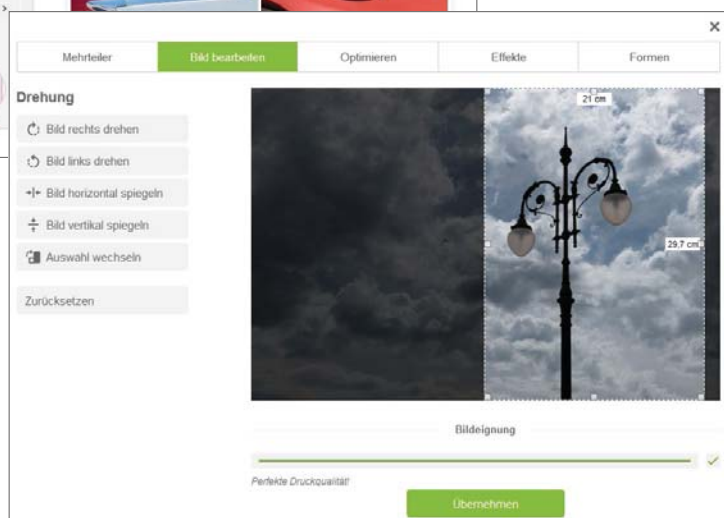 Mehrteiler
Bild bearbeiten
Optimieren
Effekte
Formen
Drehung
Bild rechts drehen
Bild links drehen
Bild horizontal spiegeln
Bild vertikal spiegeln
Auswahl wechseln
Zurücksetzen
21 cm
29,7 cm
Bildeignung
Perfekte Druckqualität!
Übernehmen